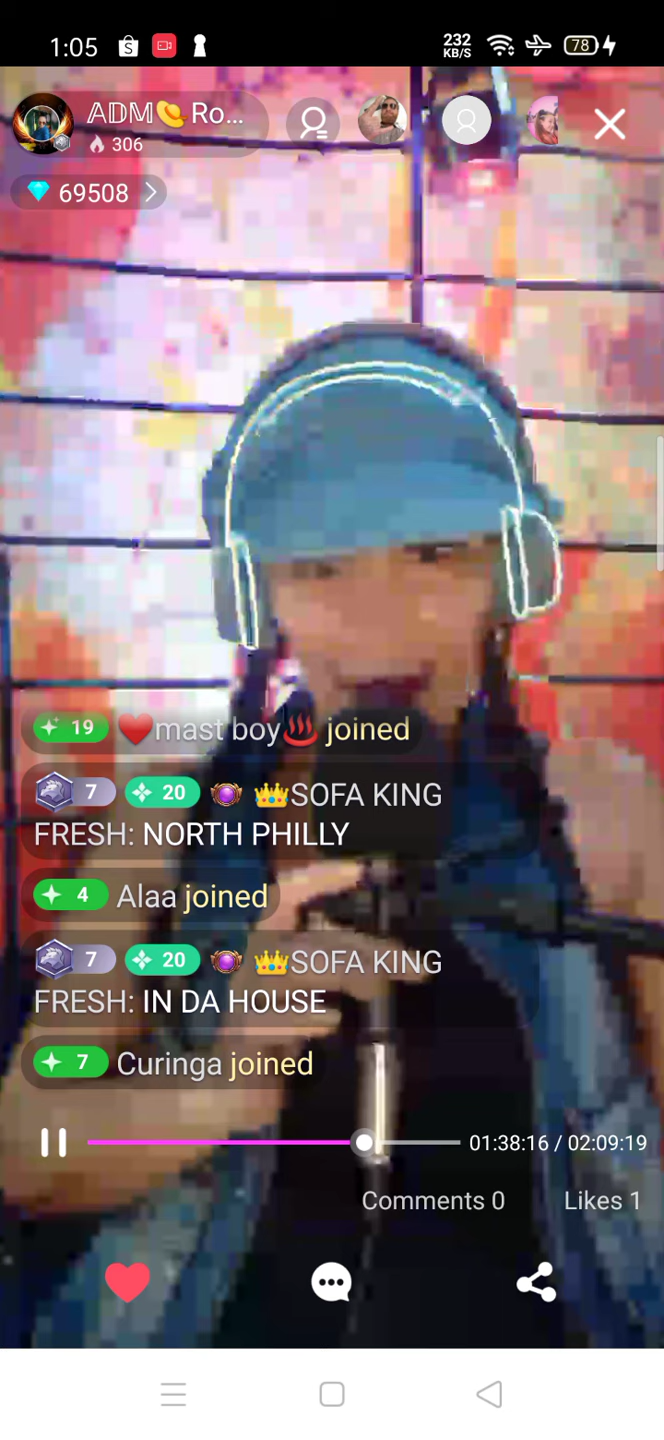 1:05
232
KB/S
78
𝔸𝔻𝕄👒Ro...
306
69508
19 ❤️mast boy♨️ joined
7 20 👑SOFA KING
FRESH: NORTH PHILLY
4 Alaa joined
7 20 👑SOFA KING
FRESH: IN DA HOUSE
7 Curinga joined
01:38:16 / 02:09:19
Comments 0 Likes 1